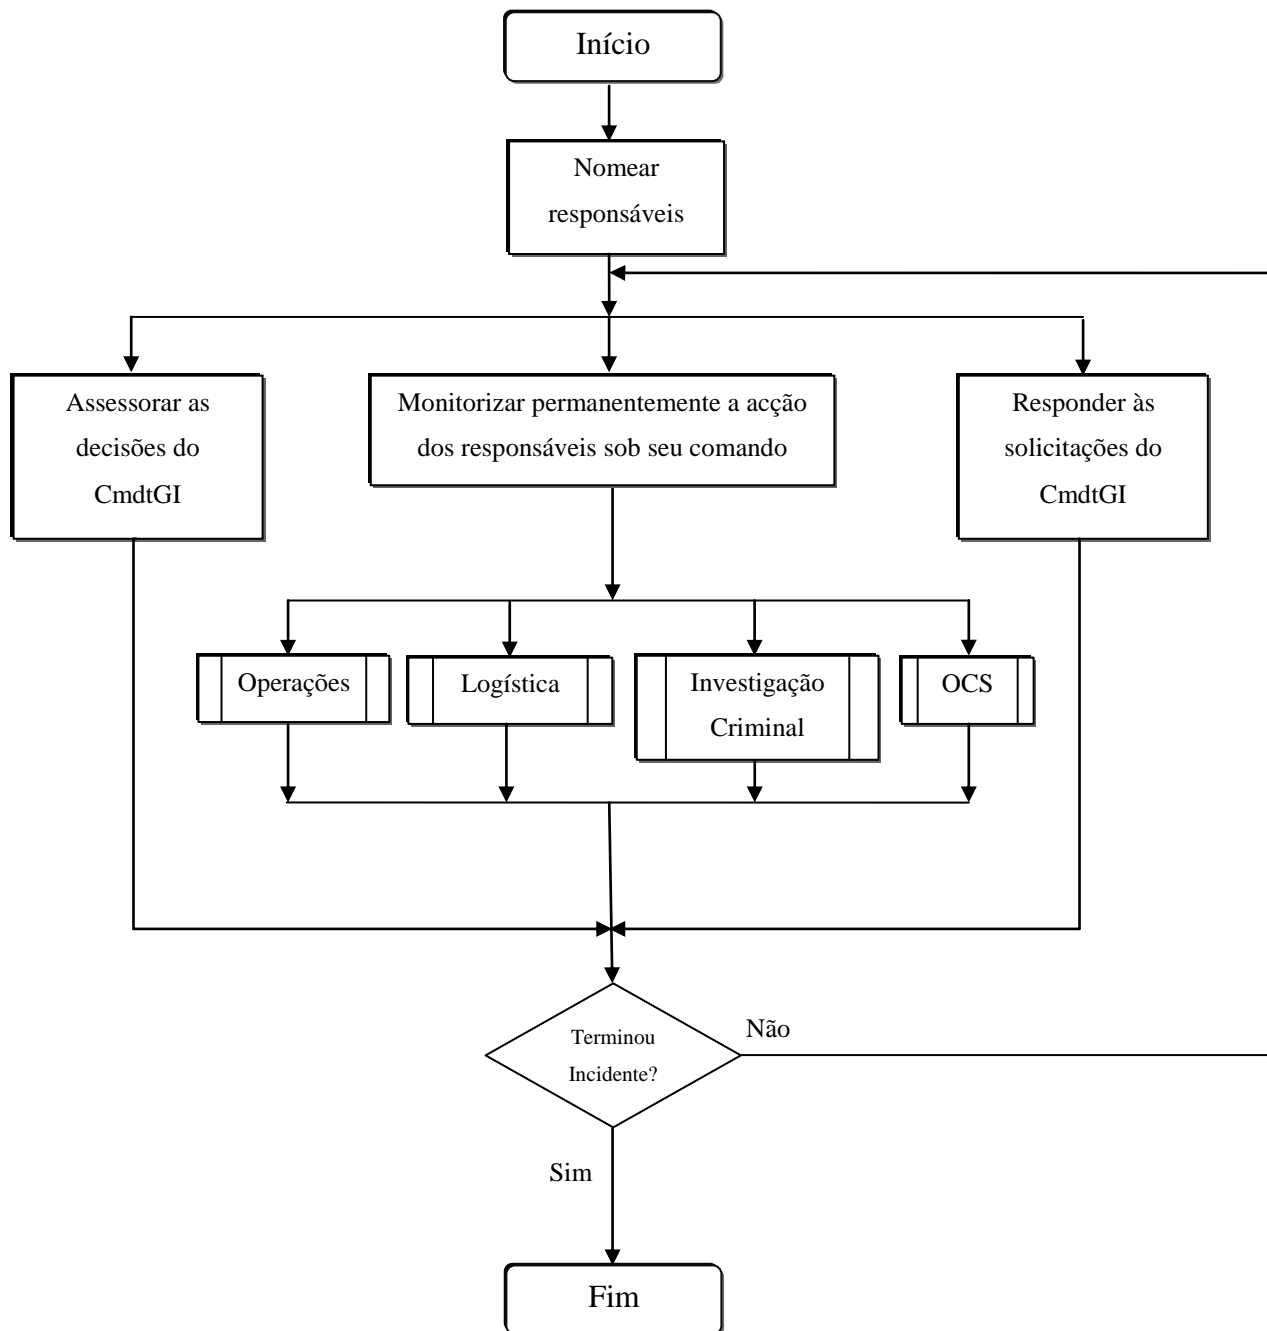 Início
Nomear
responsáveis
Assessorar as
decisões do
CmdtGI
Monitorizar permanentemente a acção
dos responsáveis sob seu comando
Responder às
solicitações do
CmdtGI
Operações
Logística
Investigação
Criminal
OCS
Terminou
Incidente?
Não
Sim
Fim